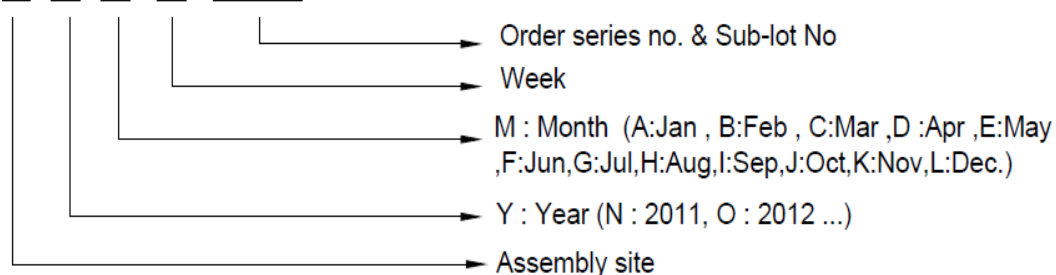 Order series no. & Sub-lot No
Week
M : Month (A:Jan , B:Feb , C:Mar ,D :Apr ,E:May
,F:Jun,G:Jul,H:Aug,I:Sep,J:Oct,K:Nov,L:Dec.)
Y : Year (N : 2011, O : 2012 ...)
Assembly site